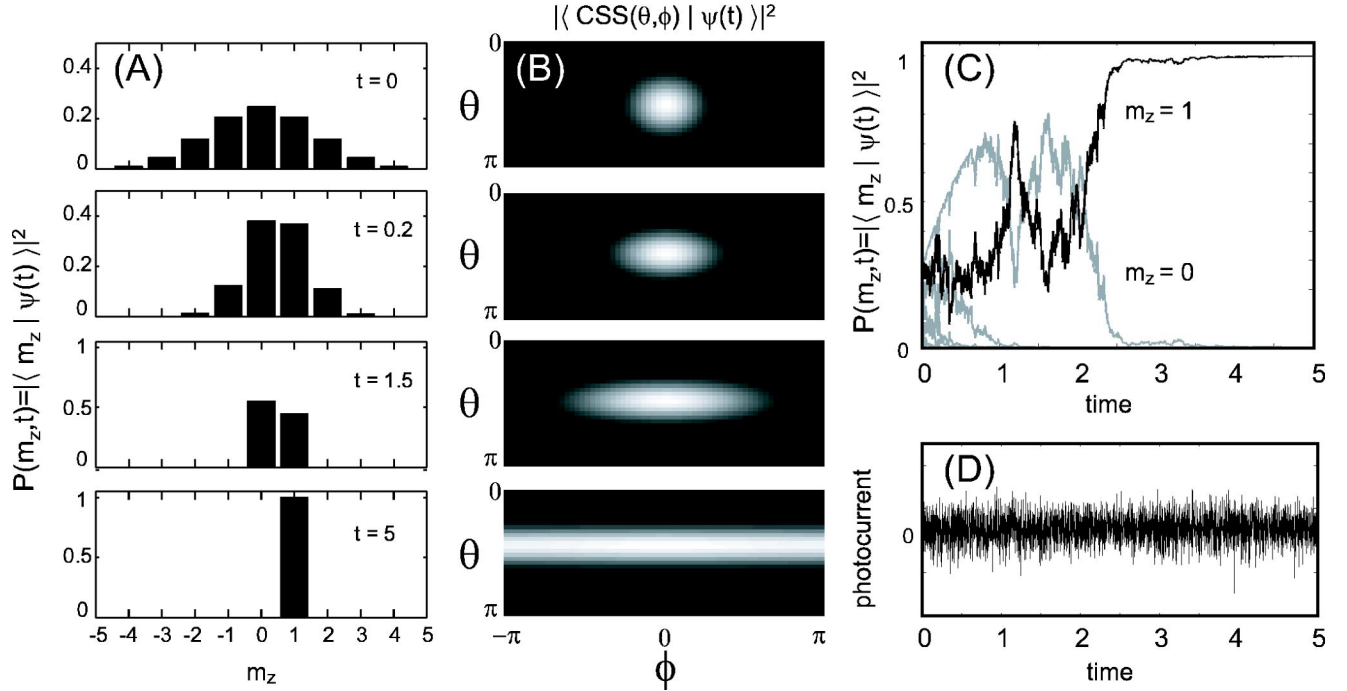 |⟨ CSS(θ,ϕ) | ψ(t) ⟩|²
P(m_z,t)=|⟨ m_z | ψ(t) ⟩|²
(A)
0.4
0.2
0
t = 0
0.4
0.2
0
t = 0.2
1
0.5
0
t = 1.5
1
0.5
0
t = 5
-5 -4 -3 -2 -1 0 1 2 3 4 5
m_z
(B)
0
θ
π
0
θ
π
0
θ
π
0
θ
π
−π 0 π
ϕ
(C)
P(m_z,t)=|⟨ m_z | ψ(t) ⟩|²
1
0.5
1
m_z = 1
m_z = 0
0 1 2 3 4 5
time
(D)
photocurrent
0
0 1 2 3 4 5
time